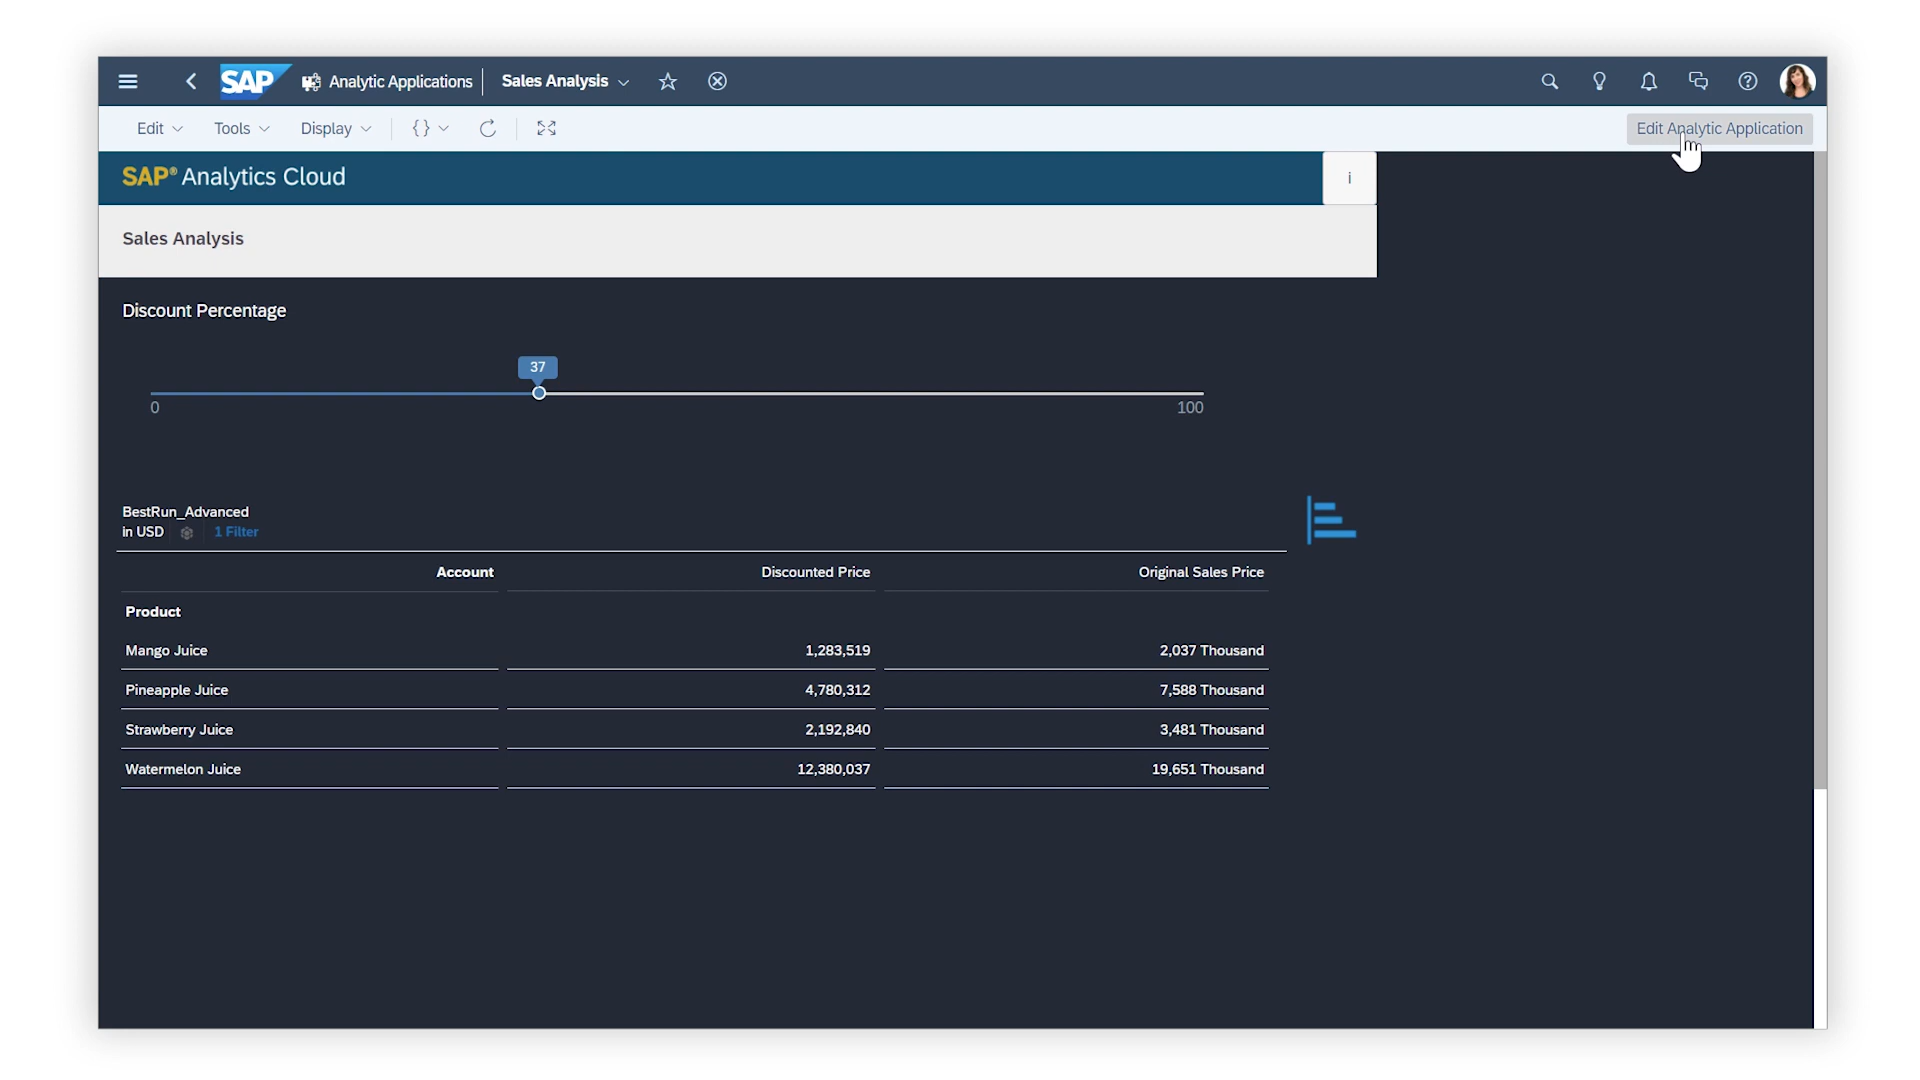 SAP Analytic Applications Sales Analysis
Edit Tools Display {} Edit Analytic Application
SAP® Analytics Cloud i
Sales Analysis
Discount Percentage
37
0 100
BestRun_Advanced
in USD 1 Filter
Account Discounted Price Original Sales Price
Product
Mango Juice 1,283,519 2,037 Thousand
Pineapple Juice 4,780,312 7,588 Thousand
Strawberry Juice 2,192,840 3,481 Thousand
Watermelon Juice 12,380,037 19,651 Thousand